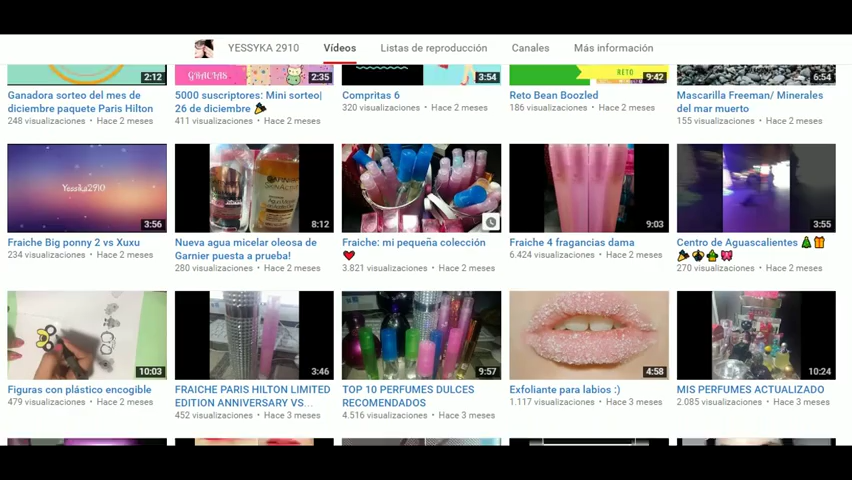 YESSYKA 2910 Vídeos Listas de reproducción Canales Más información
2:12
GRACIAS 2:35
3:54
RETO 9:42
6:54
Ganadora sorteo del mes de
diciembre paquete Paris Hilton
248 visualizaciones • Hace 2 meses
5000 suscriptores: Mini sorteo|
26 de diciembre
411 visualizaciones • Hace 2 meses
Compritas 6
320 visualizaciones • Hace 2 meses
Reto Bean Boozled
186 visualizaciones • Hace 2 meses
Mascarilla Freeman/ Minerales
del mar muerto
155 visualizaciones • Hace 2 meses
Yessika2910
3:56
GARNIER
SKINACTIVE
8:12
9:03
3:55
Fraiche Big ponny 2 vs Xuxu
234 visualizaciones • Hace 2 meses
Nueva agua micelar oleosa de
Garnier puesta a prueba!
280 visualizaciones • Hace 2 meses
Fraiche: mi pequeña colección
3.821 visualizaciones • Hace 2 meses
Fraiche 4 fragancias dama
6.424 visualizaciones • Hace 2 meses
Centro de Aguascalientes
270 visualizaciones • Hace 2 meses
10:03
3:46
9:57
4:58
10:24
Figuras con plástico encogible
479 visualizaciones • Hace 2 meses
FRAICHE PARIS HILTON LIMITED
EDITION ANNIVERSARY VS...
452 visualizaciones • Hace 3 meses
TOP 10 PERFUMES DULCES
RECOMENDADOS
4.516 visualizaciones • Hace 3 meses
Exfoliante para labios :)
1.117 visualizaciones • Hace 3 meses
MIS PERFUMES ACTUALIZADO
2.085 visualizaciones • Hace 3 meses